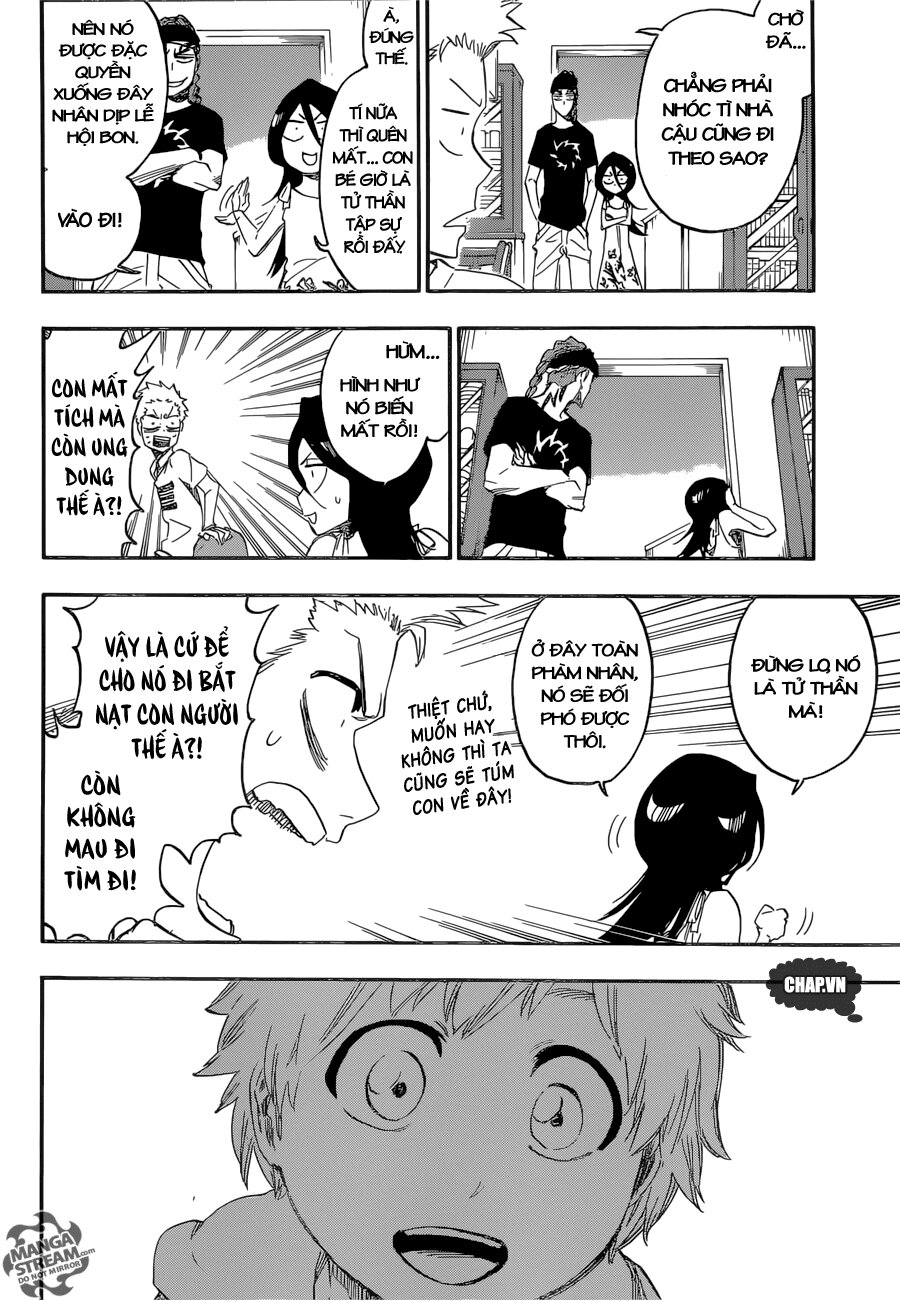 CHỜ
ĐÃ...
CHẲNG PHẢI
NHÓC TÌ NHÀ
CẬU CŨNG ĐI
THEO SAO?
À,
ĐÚNG
THẾ.
TÍ NỮA
THÌ QUÊN
MẤT... CON
BÉ GIỜ LÀ
TỬ THẦN
TẬP SỰ
RỒI ĐẤY.
NÊN NÓ
ĐƯỢC ĐẶC
QUYỀN
XUỐNG ĐÂY
NHÂN DỊP LỄ
HỘI BON.
VÀO ĐI!
HỪM...
HÌNH NHƯ
NÓ BIẾN
MẤT RỒI!
CON MẤT
TÍCH MÀ
CÒN UNG
DUNG
THẾ À?!
ĐỪNG LO, NÓ
LÀ TỬ THẦN
MÀ!
Ở ĐÂY TOÀN
PHÀM NHÂN,
NÓ SẼ ĐỐI
PHÓ ĐƯỢC
THÔI.
THIỆT CHỨ,
MUỐN HAY
KHÔNG THÌ TA
CŨNG SẼ TÚM
CON VỀ ĐÂY!
VẬY LÀ CỨ ĐỂ
CHO NÓ ĐI BẮT
NẠT CON NGƯỜI
THẾ À?!
CÒN
KHÔNG
MAU ĐI
TÌM ĐI!
CHAP.VN
MANGA
STREAM.com
DO NOT MIRROR!